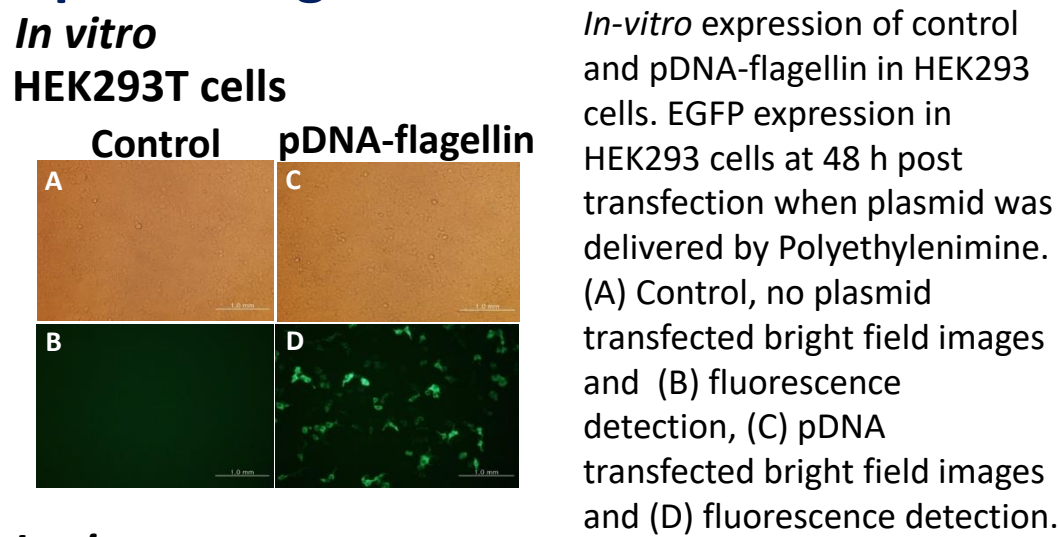 In vitro
HEK293T cells
Control pDNA-flagellin
A C
1.0 mm 1.0 mm
B D
1.0 mm 1.0 mm
In-vitro expression of control
and pDNA-flagellin in HEK293
cells. EGFP expression in
HEK293 cells at 48 h post
transfection when plasmid was
delivered by Polyethylenimine.
(A) Control, no plasmid
transfected bright field images
and (B) fluorescence
detection, (C) pDNA
transfected bright field images
and (D) fluorescence detection.